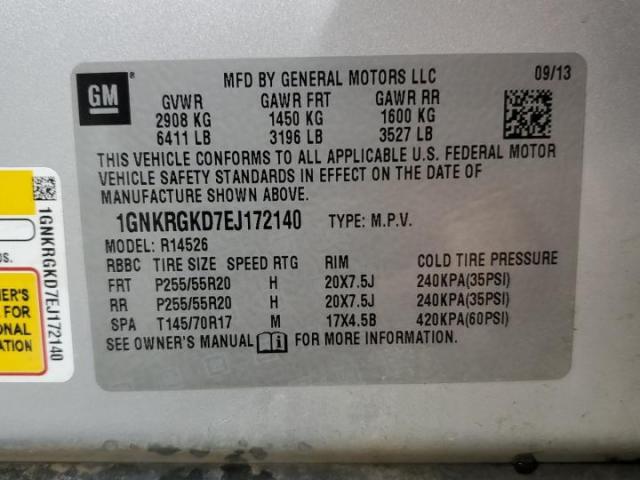 GM
MFD BY GENERAL MOTORS LLC 09/13
GVWR GAWR FRT GAWR RR
2908 KG 1450 KG 1600 KG
6411 LB 3196 LB 3527 LB
THIS VEHICLE CONFORMS TO ALL APPLICABLE U.S. FEDERAL MOTOR
VEHICLE SAFETY STANDARDS IN EFFECT ON THE DATE OF
MANUFACTURE SHOWN ABOVE.
1GNKRGKD7EJ172140 TYPE: M.P.V.
MODEL: R14526
RBBC TIRE SIZE SPEED RTG RIM COLD TIRE PRESSURE
FRT P255/55R20 H 20X7.5J 240KPA(35PSI)
RR P255/55R20 H 20X7.5J 240KPA(35PSI)
SPA T145/70R17 M 17X4.5B 420KPA(60PSI)
SEE OWNER'S MANUAL i FOR MORE INFORMATION
1GNKRGKD7EJ172140